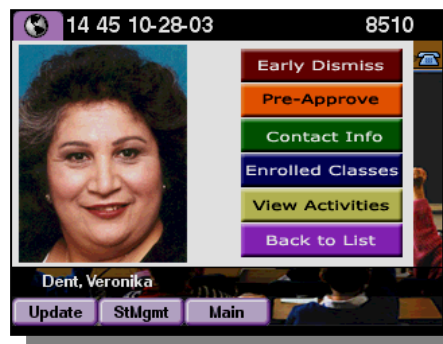 14 45 10-28-03 8510
Early Dismiss
Pre-Approve
Contact Info
Enrolled Classes
View Activities
Back to List
Dent, Veronika
Update StMgmt Main